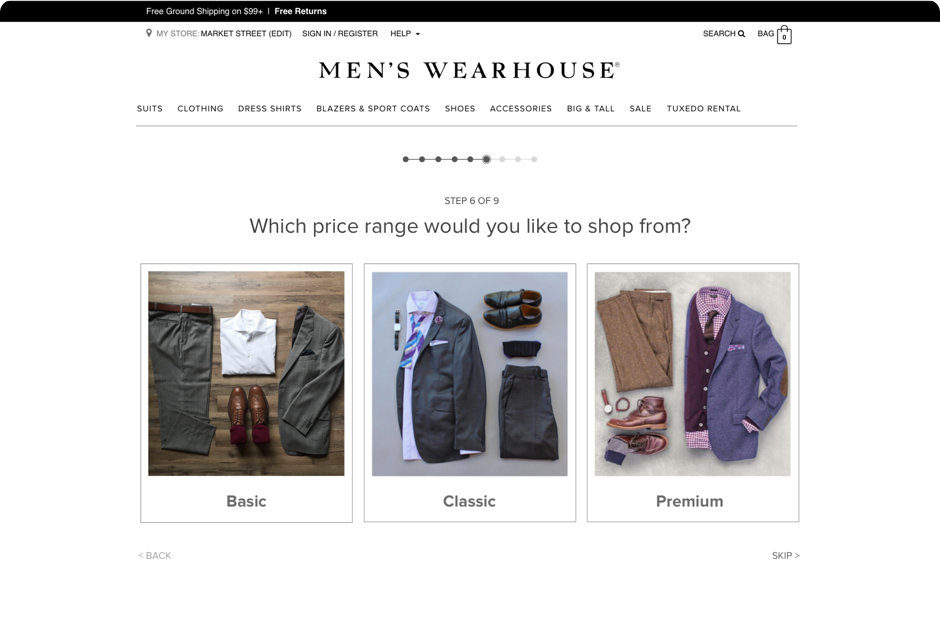 Free Ground Shipping on $99+ | Free Returns
MY STORE: MARKET STREET (EDIT) SIGN IN / REGISTER HELP SEARCH BAG 0
MEN'S WEARHOUSE®
SUITS CLOTHING DRESS SHIRTS BLAZERS & SPORT COATS SHOES ACCESSORIES BIG & TALL SALE TUXEDO RENTAL
STEP 6 OF 9
Which price range would you like to shop from?
Basic Classic Premium
< BACK SKIP >